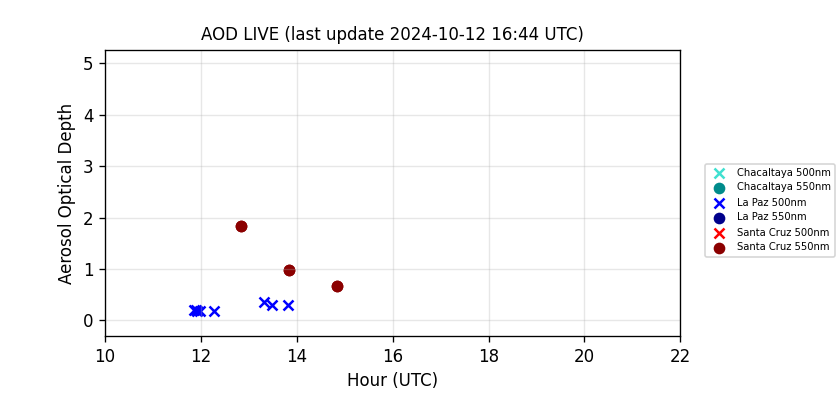 AOD LIVE (last update 2024-10-12 16:44 UTC)
Aerosol Optical Depth
5
4
3
2
1
0
10 12 14 16 18 20 22
Hour (UTC)
Chacaltaya 500nm
Chacaltaya 550nm
La Paz 500nm
La Paz 550nm
Santa Cruz 500nm
Santa Cruz 550nm